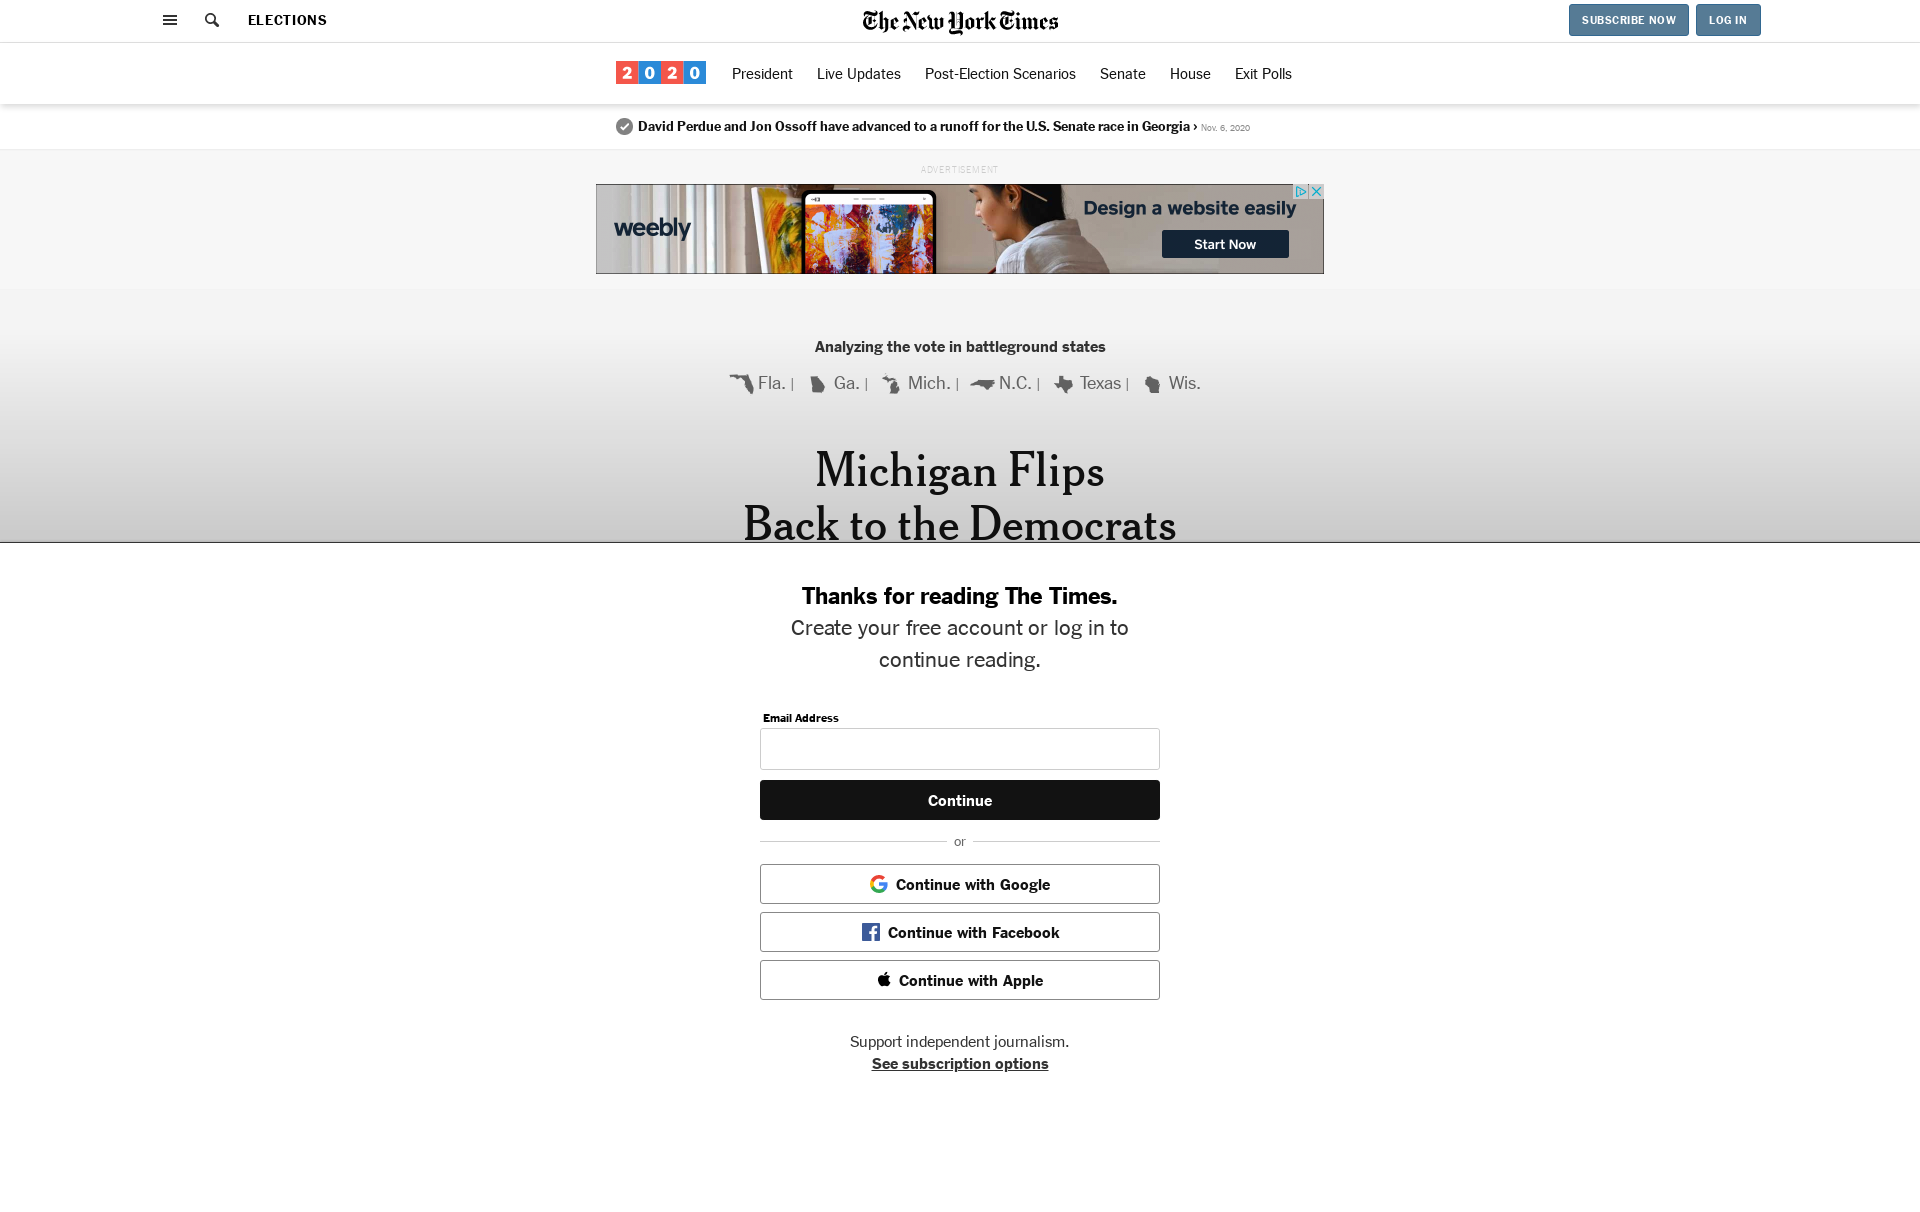 ELECTIONS
The New York Times
SUBSCRIBE NOW
LOG IN
2020
President
Live Updates
Post-Election Scenarios
Senate
House
Exit Polls
David Perdue and Jon Ossoff have advanced to a runoff for the U.S. Senate race in Georgia › Nov. 6, 2020
ADVERTISEMENT
weebly
Design a website easily
Start Now
Analyzing the vote in battleground states
Fla. | Ga. | Mich. | N.C. | Texas | Wis.
Michigan Flips
Back to the Democrats
Thanks for reading The Times.
Create your free account or log in to
continue reading.
Email Address
Continue
or
Continue with Google
Continue with Facebook
Continue with Apple
Support independent journalism.
See subscription options